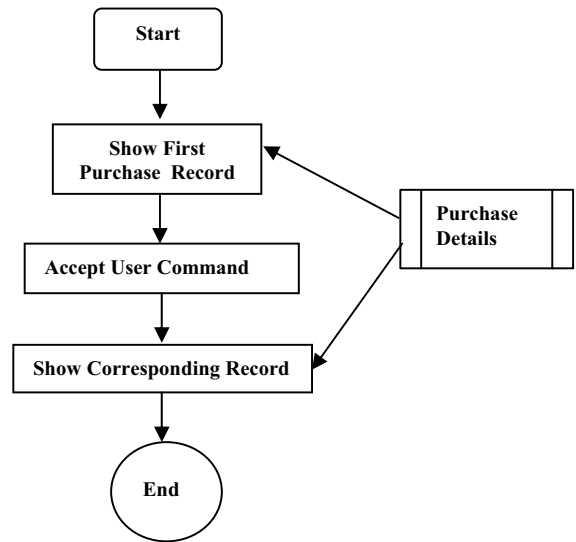 Start
Show First
Purchase Record
Purchase
Details
Accept User Command
Show Corresponding Record
End